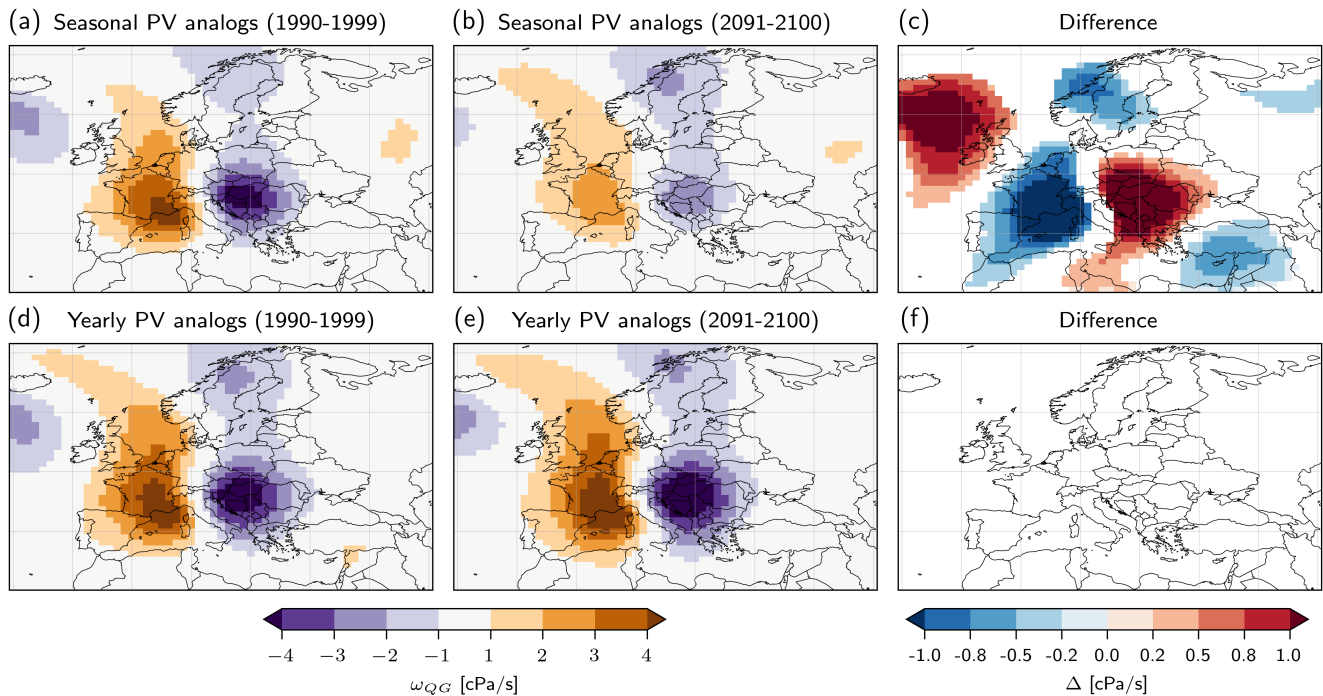 (a) Seasonal PV analogs (1990-1999)
(b) Seasonal PV analogs (2091-2100)
(c) Difference
(d) Yearly PV analogs (1990-1999)
(e) Yearly PV analogs (2091-2100)
(f) Difference
−4 −3 −2 −1 1 2 3 4
ω_QG [cPa/s]
-1.0 -0.8 -0.5 -0.2 0.0 0.2 0.5 0.8 1.0
Δ [cPa/s]